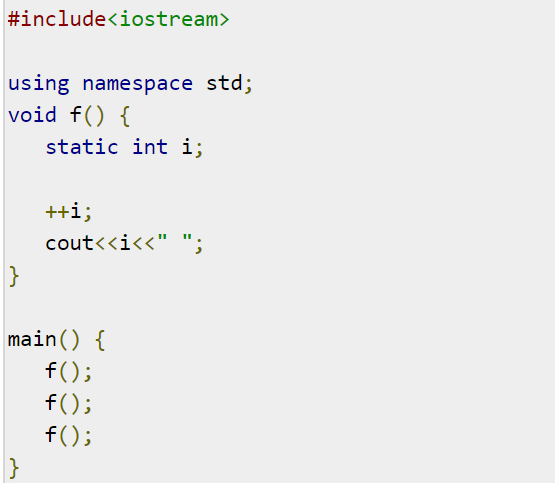 #include<iostream>
using namespace std;
void f() {
static int i;
++i;
cout<<i<<" ";
}
main() {
f();
f();
f();
}